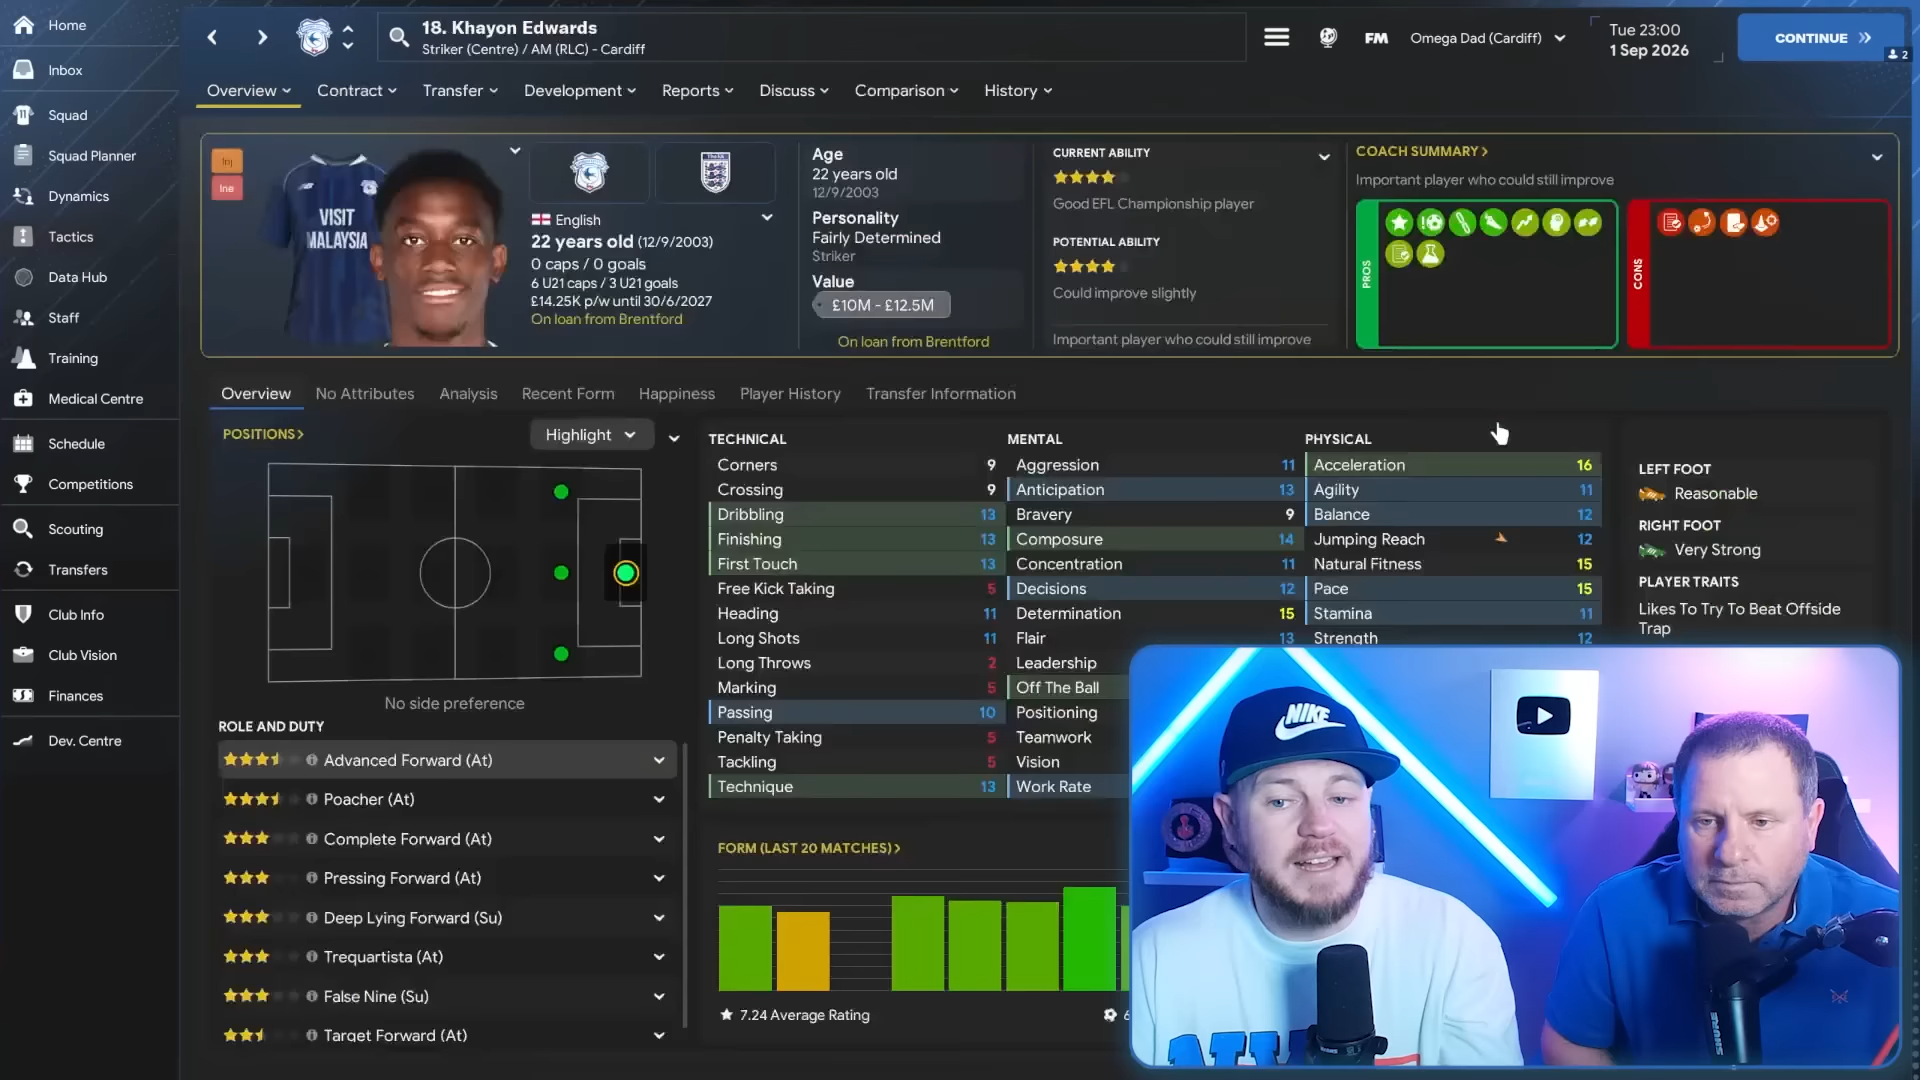 Home
Inbox
Squad
Squad Planner
Dynamics
Tactics
Data Hub
Staff
Training
Medical Centre
Schedule
Competitions
Scouting
Transfers
Club Info
Club Vision
Finances
Dev. Centre
18. Khayon Edwards
Striker (Centre) / AM (RLC) - Cardiff
FM
Omega Dad (Cardiff)
Tue 23:00
1 Sep 2026
CONTINUE
2
Overview
Contract
Transfer
Development
Reports
Discuss
Comparison
History
Inj
Ine
VISIT
MALAYSIA
English
22 years old (12/9/2003)
0 caps / 0 goals
6 U21 caps / 3 U21 goals
£14.25K p/w until 30/6/2027
On loan from Brentford
Age
22 years old
12/9/2003
Personality
Fairly Determined
Striker
Value
£10M - £12.5M
On loan from Brentford
CURRENT ABILITY
Good EFL Championship player
POTENTIAL ABILITY
Could improve slightly
Important player who could still improve
COACH SUMMARY >
Important player who could still improve
PROS
CONS
Overview
No Attributes
Analysis
Recent Form
Happiness
Player History
Transfer Information
POSITIONS >
Highlight
No side preference
ROLE AND DUTY
Advanced Forward (At)
Poacher (At)
Complete Forward (At)
Pressing Forward (At)
Deep Lying Forward (Su)
Trequartista (At)
False Nine (Su)
Target Forward (At)
TECHNICAL
Corners 9
Crossing 9
Dribbling 13
Finishing 13
First Touch 13
Free Kick Taking 5
Heading 11
Long Shots 11
Long Throws 2
Marking 5
Passing 10
Penalty Taking 5
Tackling 5
Technique 13
MENTAL
Aggression 11
Anticipation 13
Bravery 9
Composure 14
Concentration 11
Decisions 12
Determination 15
Flair 13
Leadership
Off The Ball
Positioning
Teamwork
Vision
Work Rate
PHYSICAL
Acceleration 16
Agility 11
Balance 12
Jumping Reach 12
Natural Fitness 15
Pace 15
Stamina 11
Strength 12
LEFT FOOT
Reasonable
RIGHT FOOT
Very Strong
PLAYER TRAITS
Likes To Try To Beat Offside
Trap
FORM (LAST 20 MATCHES) >
7.24 Average Rating
6
NIKE
SHURE